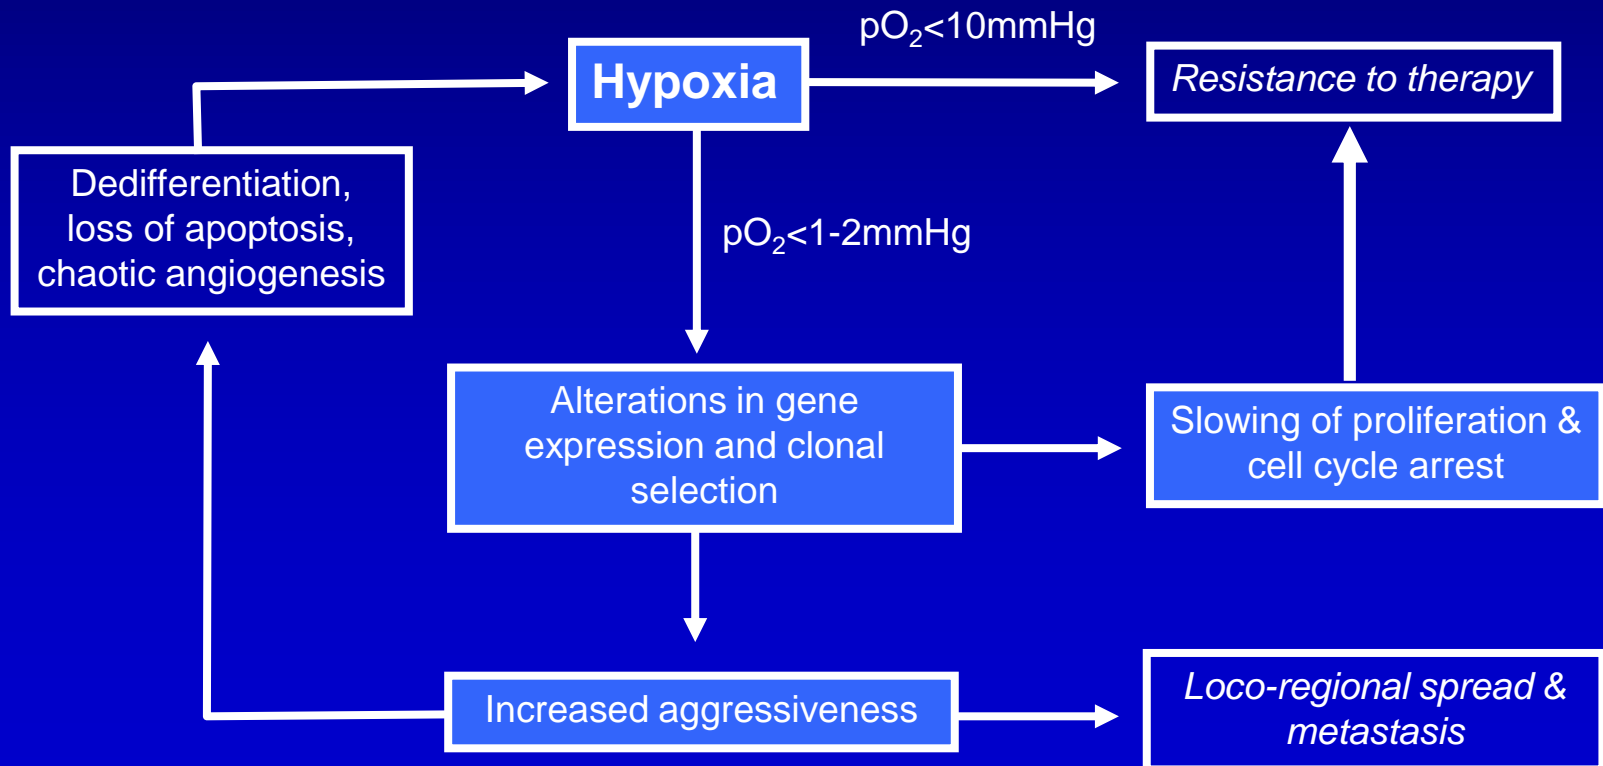 pO₂<10mmHg
Hypoxia
Resistance to therapy
Dedifferentiation,
loss of apoptosis,
chaotic angiogenesis
pO₂<1-2mmHg
Alterations in gene
expression and clonal
selection
Slowing of proliferation &
cell cycle arrest
Increased aggressiveness
Loco-regional spread &
metastasis